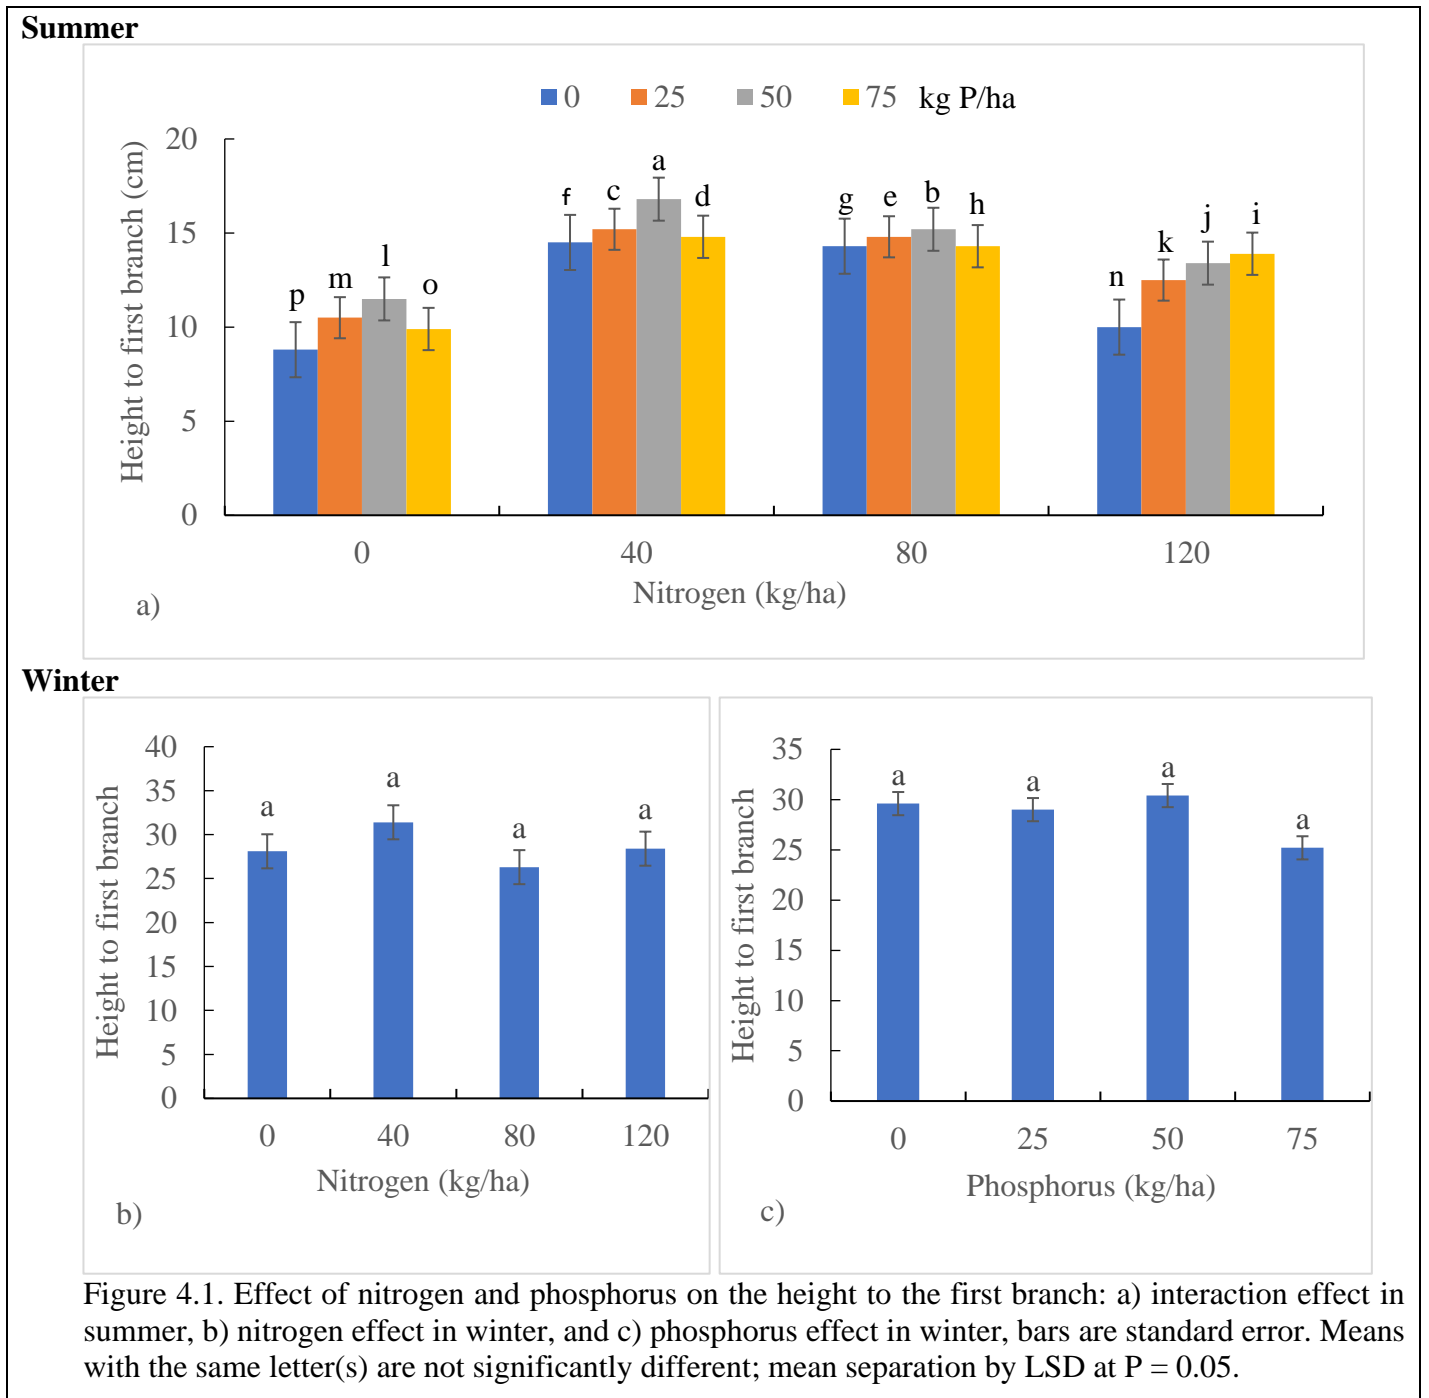 Summer
0 25 50 75 kg P/ha
Height to first branch (cm)
20
15
10
5
0
p m l o
f c a d
g e b h
n k j i
0 40 80 120
Nitrogen (kg/ha)
a)
Winter
Height to first branch
40
35
30
25
20
15
10
5
0
a a a a
0 40 80 120
Nitrogen (kg/ha)
b)
Height to first branch
35
30
25
20
15
10
5
0
a a a a
0 25 50 75
Phosphorus (kg/ha)
c)
Figure 4.1. Effect of nitrogen and phosphorus on the height to the first branch: a) interaction effect in
summer, b) nitrogen effect in winter, and c) phosphorus effect in winter, bars are standard error. Means
with the same letter(s) are not significantly different; mean separation by LSD at P = 0.05.